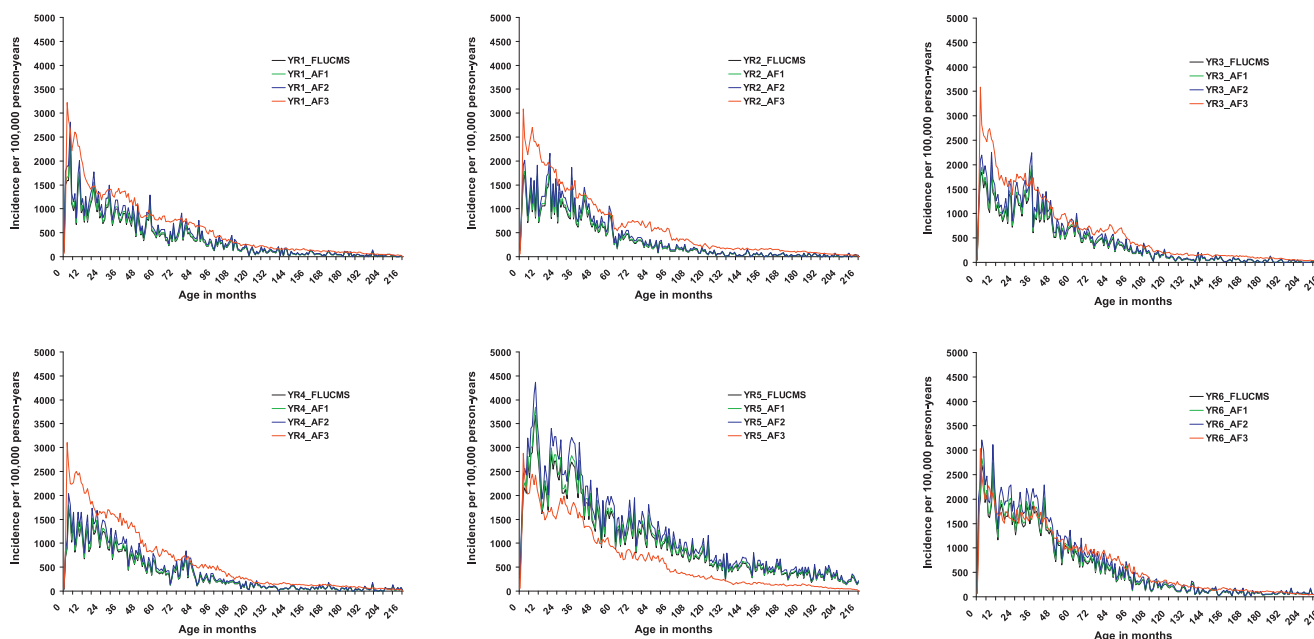 Incidence per 100,000 person-years
5000
4500
4000
3500
3000
2500
2000
1500
1000
500
0
YR1_FLUCMS
YR1_AF1
YR1_AF2
YR1_AF3
0 12 24 36 48 60 72 84 96 108 120 132 144 156 168 180 192 204 216
Age in months
Incidence per 100,000 person-years
5000
4500
4000
3500
3000
2500
2000
1500
1000
500
0
YR2_FLUCMS
YR2_AF1
YR2_AF2
YR2_AF3
0 12 24 36 48 60 72 84 96 108 120 132 144 156 168 180 192 204 216
Age in months
Incidence per 100,000 person-years
5000
4500
4000
3500
3000
2500
2000
1500
1000
500
0
YR3_FLUCMS
YR3_AF1
YR3_AF2
YR3_AF3
0 12 24 36 48 60 72 84 96 108 120 132 144 156 168 180 192 204 21
Age in months
Incidence per 100,000 person-years
5000
4500
4000
3500
3000
2500
2000
1500
1000
500
0
YR4_FLUCMS
YR4_AF1
YR4_AF2
YR4_AF3
0 12 24 36 48 60 72 84 96 108 120 132 144 156 168 180 192 204 216
Age in months
Incidence per 100,000 person-years
5000
4500
4000
3500
3000
2500
2000
1500
1000
500
0
YR5_FLUCMS
YR5_AF1
YR5_AF2
YR5_AF3
0 12 24 36 48 60 72 84 96 108 120 132 144 156 168 180 192 204 216
Age in months
Incidence per 100,000 person-years
5000
4500
4000
3500
3000
2500
2000
1500
1000
500
0
YR6_FLUCMS
YR6_AF1
YR6_AF2
YR6_AF3
0 12 24 36 48 60 72 84 96 108 120 132 144 156 168 180 192 204 21
Age in months